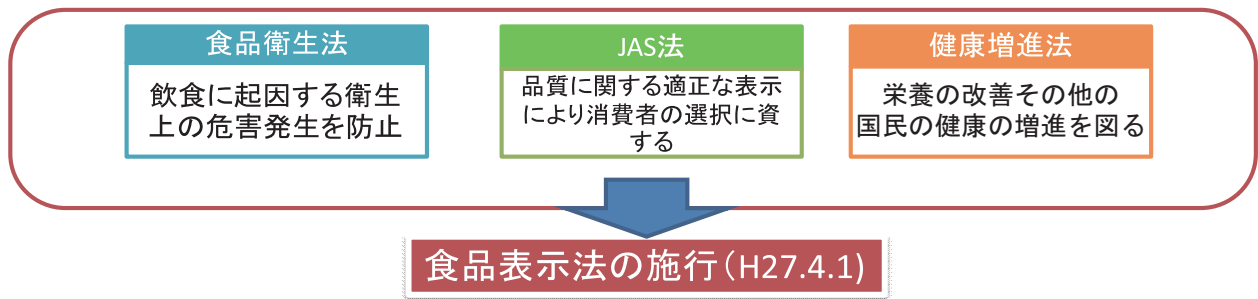 食品衛生法
飲食に起因する衛生
上の危害発生を防止
JAS法
品質に関する適正な表示
により消費者の選択に資
する
健康増進法
栄養の改善その他の
国民の健康の増進を図る
食品表示法の施行（H27.4.1)